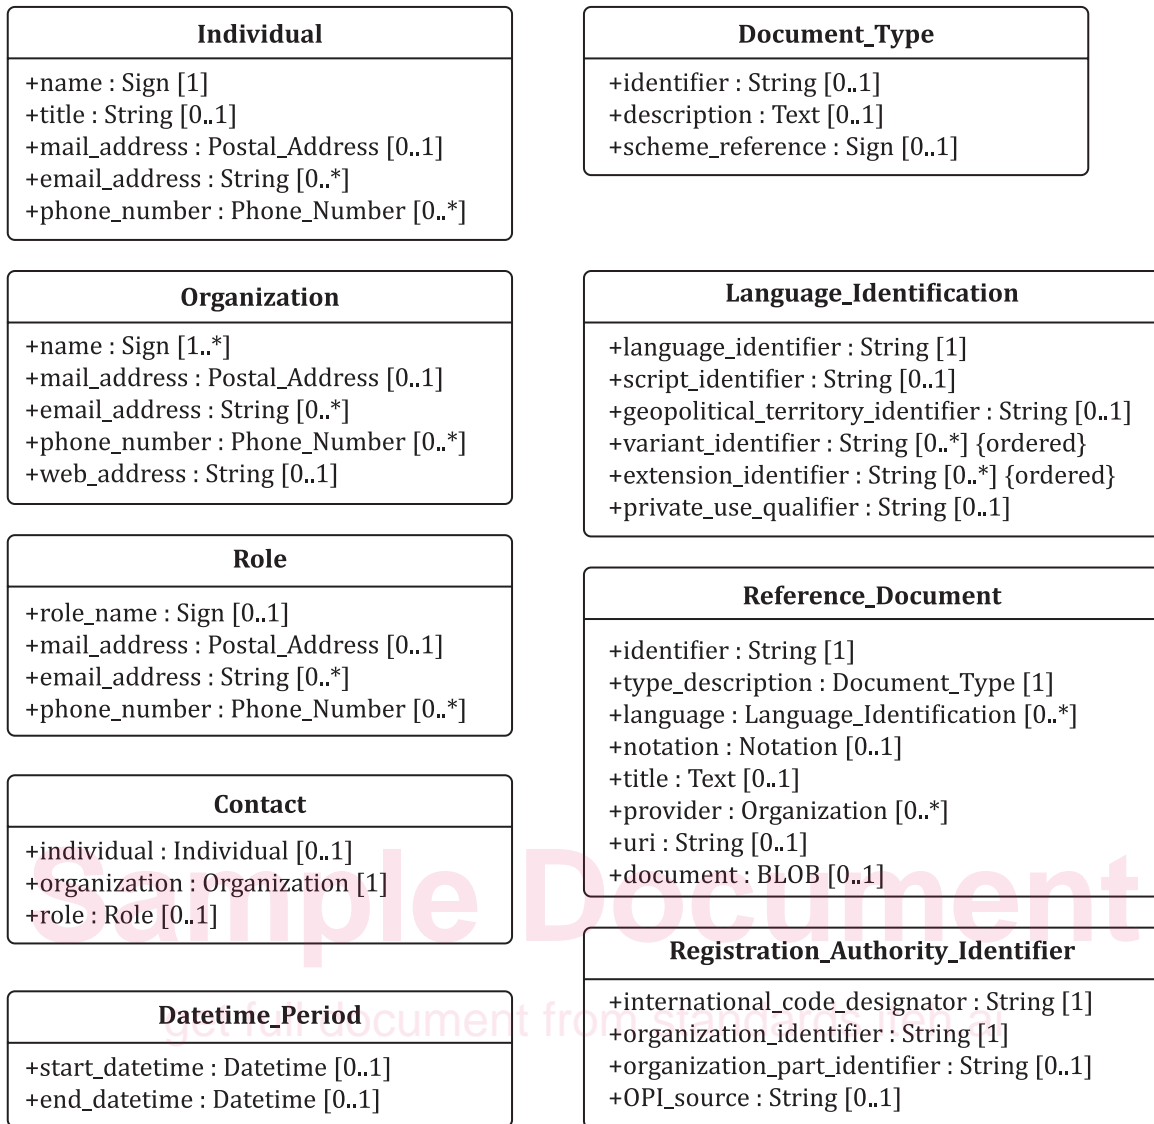 Individual
+name : Sign [1]
+title : String [0..1]
+mail_address : Postal_Address [0..1]
+email_address : String [0..*]
+phone_number : Phone_Number [0..*]
Organization
+name : Sign [1..*]
+mail_address : Postal_Address [0..1]
+email_address : String [0..*]
+phone_number : Phone_Number [0..*]
+web_address : String [0..1]
Role
+role_name : Sign [0..1]
+mail_address : Postal_Address [0..1]
+email_address : String [0..*]
+phone_number : Phone_Number [0..*]
Contact
+individual : Individual [0..1]
+organization : Organization [1]
+role : Role [0..1]
Datetime_Period
+start_datetime : Datetime [0..1]
+end_datetime : Datetime [0..1]
Document_Type
+identifier : String [0..1]
+description : Text [0..1]
+scheme_reference : Sign [0..1]
Language_Identification
+language_identifier : String [1]
+script_identifier : String [0..1]
+geopolitical_territory_identifier : String [0..1]
+variant_identifier : String [0..*] {ordered}
+extension_identifier : String [0..*] {ordered}
+private_use_qualifier : String [0..1]
Reference_Document
+identifier : String [1]
+type_description : Document_Type [1]
+language : Language_Identification [0..*]
+notation : Notation [0..1]
+title : Text [0..1]
+provider : Organization [0..*]
+uri : String [0..1]
+document : BLOB [0..1]
Registration_Authority_Identifier
+international_code_designator : String [1]
+organization_identifier : String [1]
+organization_part_identifier : String [0..1]
+OPI_source : String [0..1]
Sample Document
get full document from standards.iteh.ai